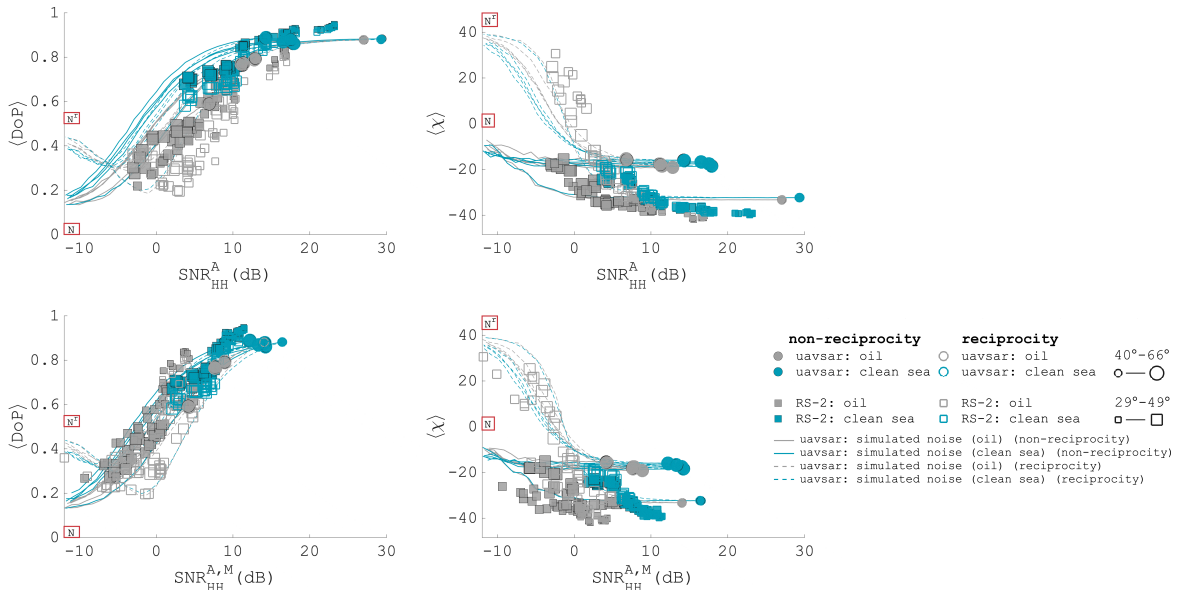 1
0.8
0.6
0.4
0.2
0
⟨DoP⟩
N^r
N
-10
0
10
20
30
SNR^A_HH (dB)
40
20
0
-20
-40
⟨χ⟩
N^r
N
-10
0
10
20
30
SNR^A_HH (dB)
1
0.8
0.6
0.4
0.2
0
⟨DoP⟩
N^r
N
-10
0
10
20
30
SNR^A,M_HH (dB)
40
20
0
-20
-40
⟨χ⟩
N^r
N
-10
0
10
20
30
SNR^A,M_HH (dB)
non-reciprocity reciprocity
uavsar: oil uavsar: oil 40°-66°
uavsar: clean sea uavsar: clean sea
RS-2: oil RS-2: oil 29°-49°
RS-2: clean sea RS-2: clean sea
uavsar: simulated noise (oil) (non-reciprocity)
uavsar: simulated noise (clean sea) (non-reciprocity)
uavsar: simulated noise (oil) (reciprocity)
uavsar: simulated noise (clean sea) (reciprocity)